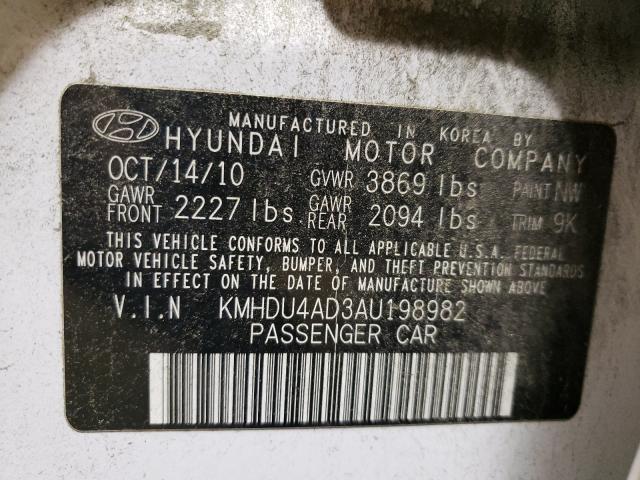 MANUFACTURED IN KOREA BY
HYUNDAI MOTOR COMPANY
OCT/14/10 GVWR 3869 lbs PAINT NW
GAWR FRONT 2227 lbs GAWR REAR 2094 lbs TRIM 9K
THIS VEHICLE CONFORMS TO ALL APPLICABLE U.S.A. FEDERAL
MOTOR VEHICLE SAFETY, BUMPER, AND THEFT PREVENTION STANDARDS
IN EFFECT ON THE DATE OF MANUFACTURE SHOWN ABOVE
V.I.N KMHDU4AD3AU198982
PASSENGER CAR